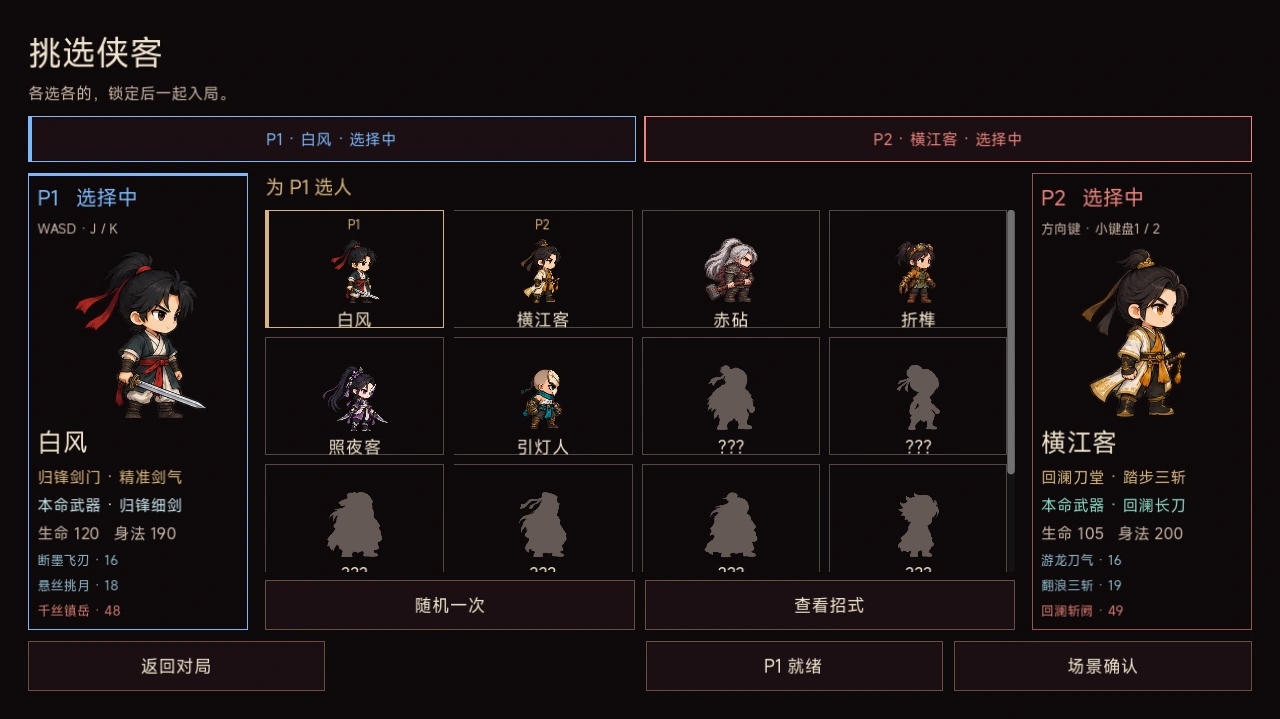 挑选侠客
各选各的，锁定后一起入局。
P1 · 白风 · 选择中
P2 · 横江客 · 选择中
P1 选择中
WASD · J / K
白风
归锋剑门 · 精准剑气
本命武器 · 归锋细剑
生命 120 身法 190
断墨飞刃 · 16
悬丝挑月 · 18
千丝镇岳 · 48
为 P1 选人
P1
白风
P2
横江客
赤砧
折榫
照夜客
引灯人
???
???
???
???
???
???
随机一次
查看招式
P2 选择中
方向键 · 小键盘1 / 2
横江客
回澜刀堂 · 踏步三斩
本命武器 · 回澜长刀
生命 105 身法 200
游龙刀气 · 16
翻浪三斩 · 19
回澜斩阙 · 49
返回对局
P1 就绪
场景确认